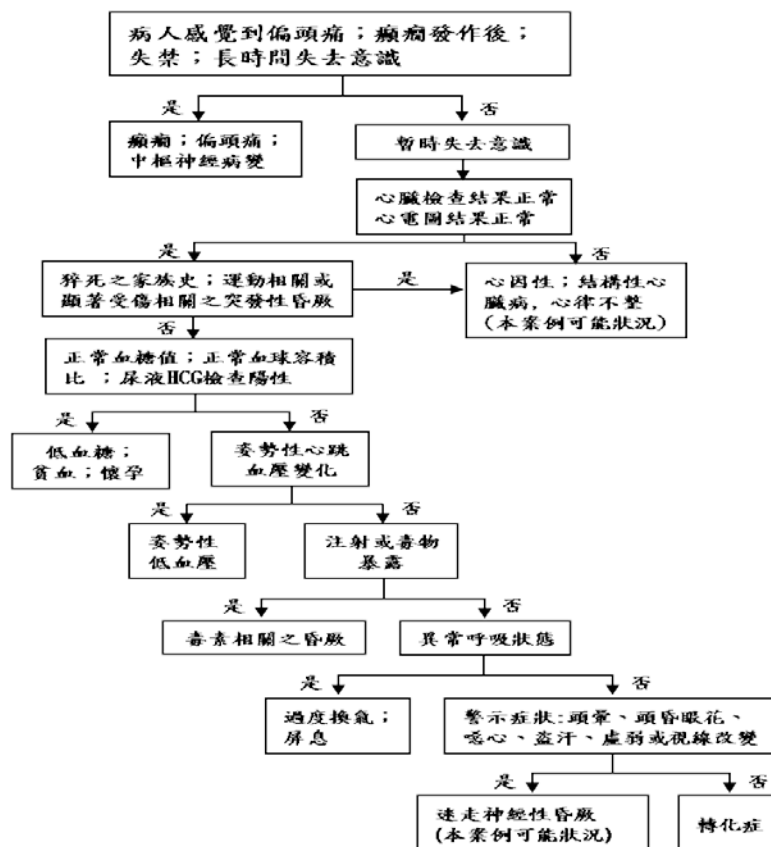 病人感覺到偏頭痛；癲癇發作後；
失禁；長時間失去意識
是
否
癲癇；偏頭痛；
中樞神經病變
暫時失去意識
心臟檢查結果正常
心電圖結果正常
是
否
猝死之家族史；運動相關或
顯著受傷相關之突發性昏厥
是
心因性；結構性心
臟病，心律不整
(本案例可能狀況)
否
正常血糖值；正常血球容積
比 ；尿液HCG檢查陽性
是
否
低血糖；
貧血；懷孕
姿勢性心跳
血壓變化
是
否
姿勢性
低血壓
注射或毒物
暴露
是
否
毒素相關之昏厥
異常呼吸狀態
是
否
過度換氣；
屏息
警示症狀:頭暈、頭昏眼花、
噁心、盜汗、虛弱或視線改變
是
否
迷走神經性昏厥
(本案例可能狀況)
轉化症